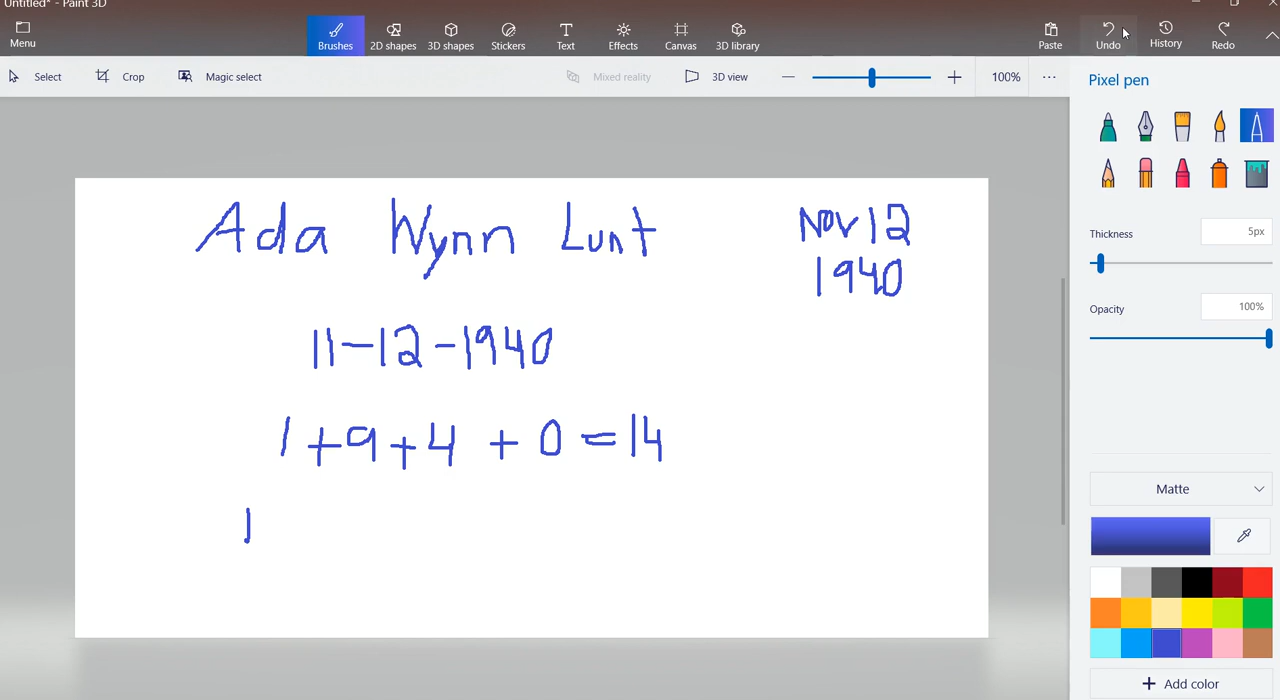 Untitled* - Paint 3D
Menu
Brushes
2D shapes
3D shapes
Stickers
Text
Effects
Canvas
3D library
Paste
Undo
History
Redo
Select
Crop
Magic select
Mixed reality
3D view
100%
Pixel pen
Thickness
5px
Opacity
100%
Matte
Add color
Ada Wynn Lunt
Nov 12
1940
11-12-1940
1+9+4+0=14
1